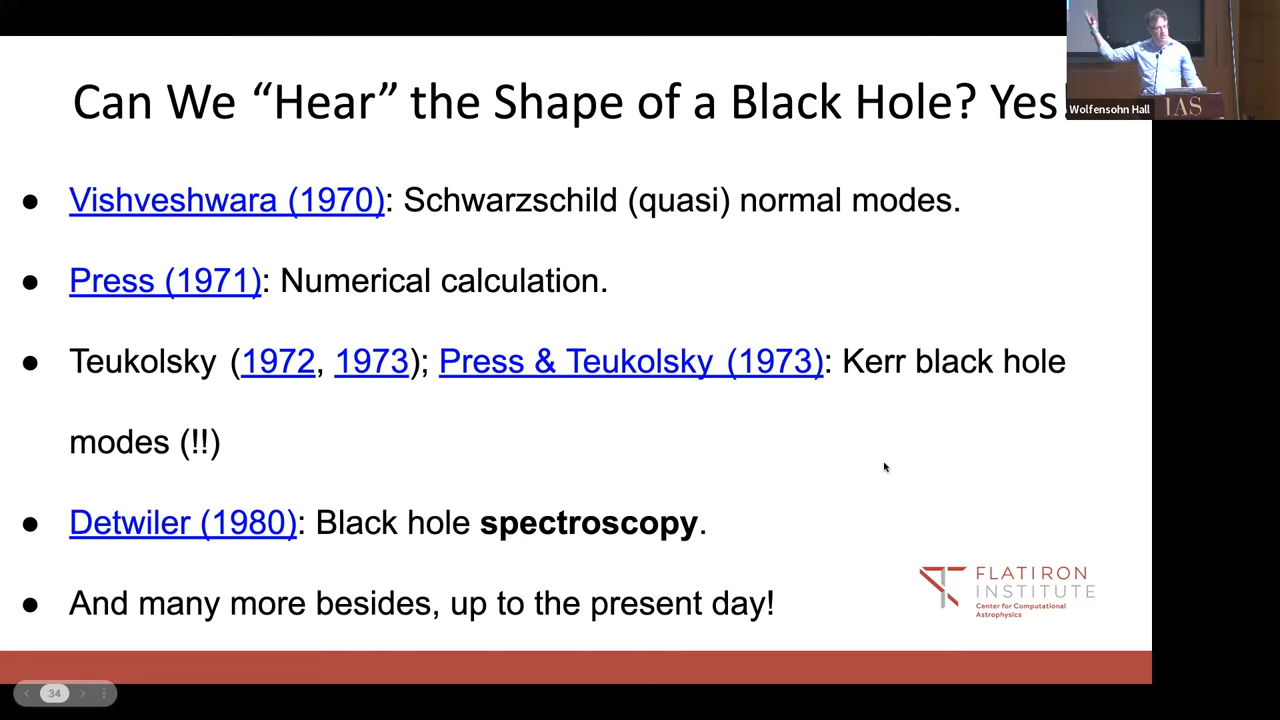 Can We “Hear” the Shape of a Black Hole? Yes
Wolfensohn Hall
IAS
● Vishveshwara (1970): Schwarzschild (quasi) normal modes.
● Press (1971): Numerical calculation.
● Teukolsky (1972, 1973); Press & Teukolsky (1973): Kerr black hole
modes (!!)
● Detwiler (1980): Black hole spectroscopy.
● And many more besides, up to the present day!
FLATIRON
INSTITUTE
Center for Computational
Astrophysics
34